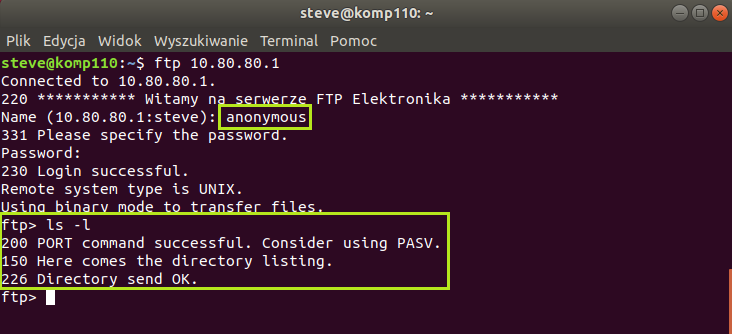 steve@komp110: ~
Plik Edycja Widok Wyszukiwanie Terminal Pomoc
steve@komp110:~$ ftp 10.80.80.1
Connected to 10.80.80.1.
220 *********** Witamy na serwerze FTP Elektronika ***********
Name (10.80.80.1:steve): anonymous
331 Please specify the password.
Password:
230 Login successful.
Remote system type is UNIX.
Using binary mode to transfer files.
ftp> ls -l
200 PORT command successful. Consider using PASV.
150 Here comes the directory listing.
226 Directory send OK.
ftp>